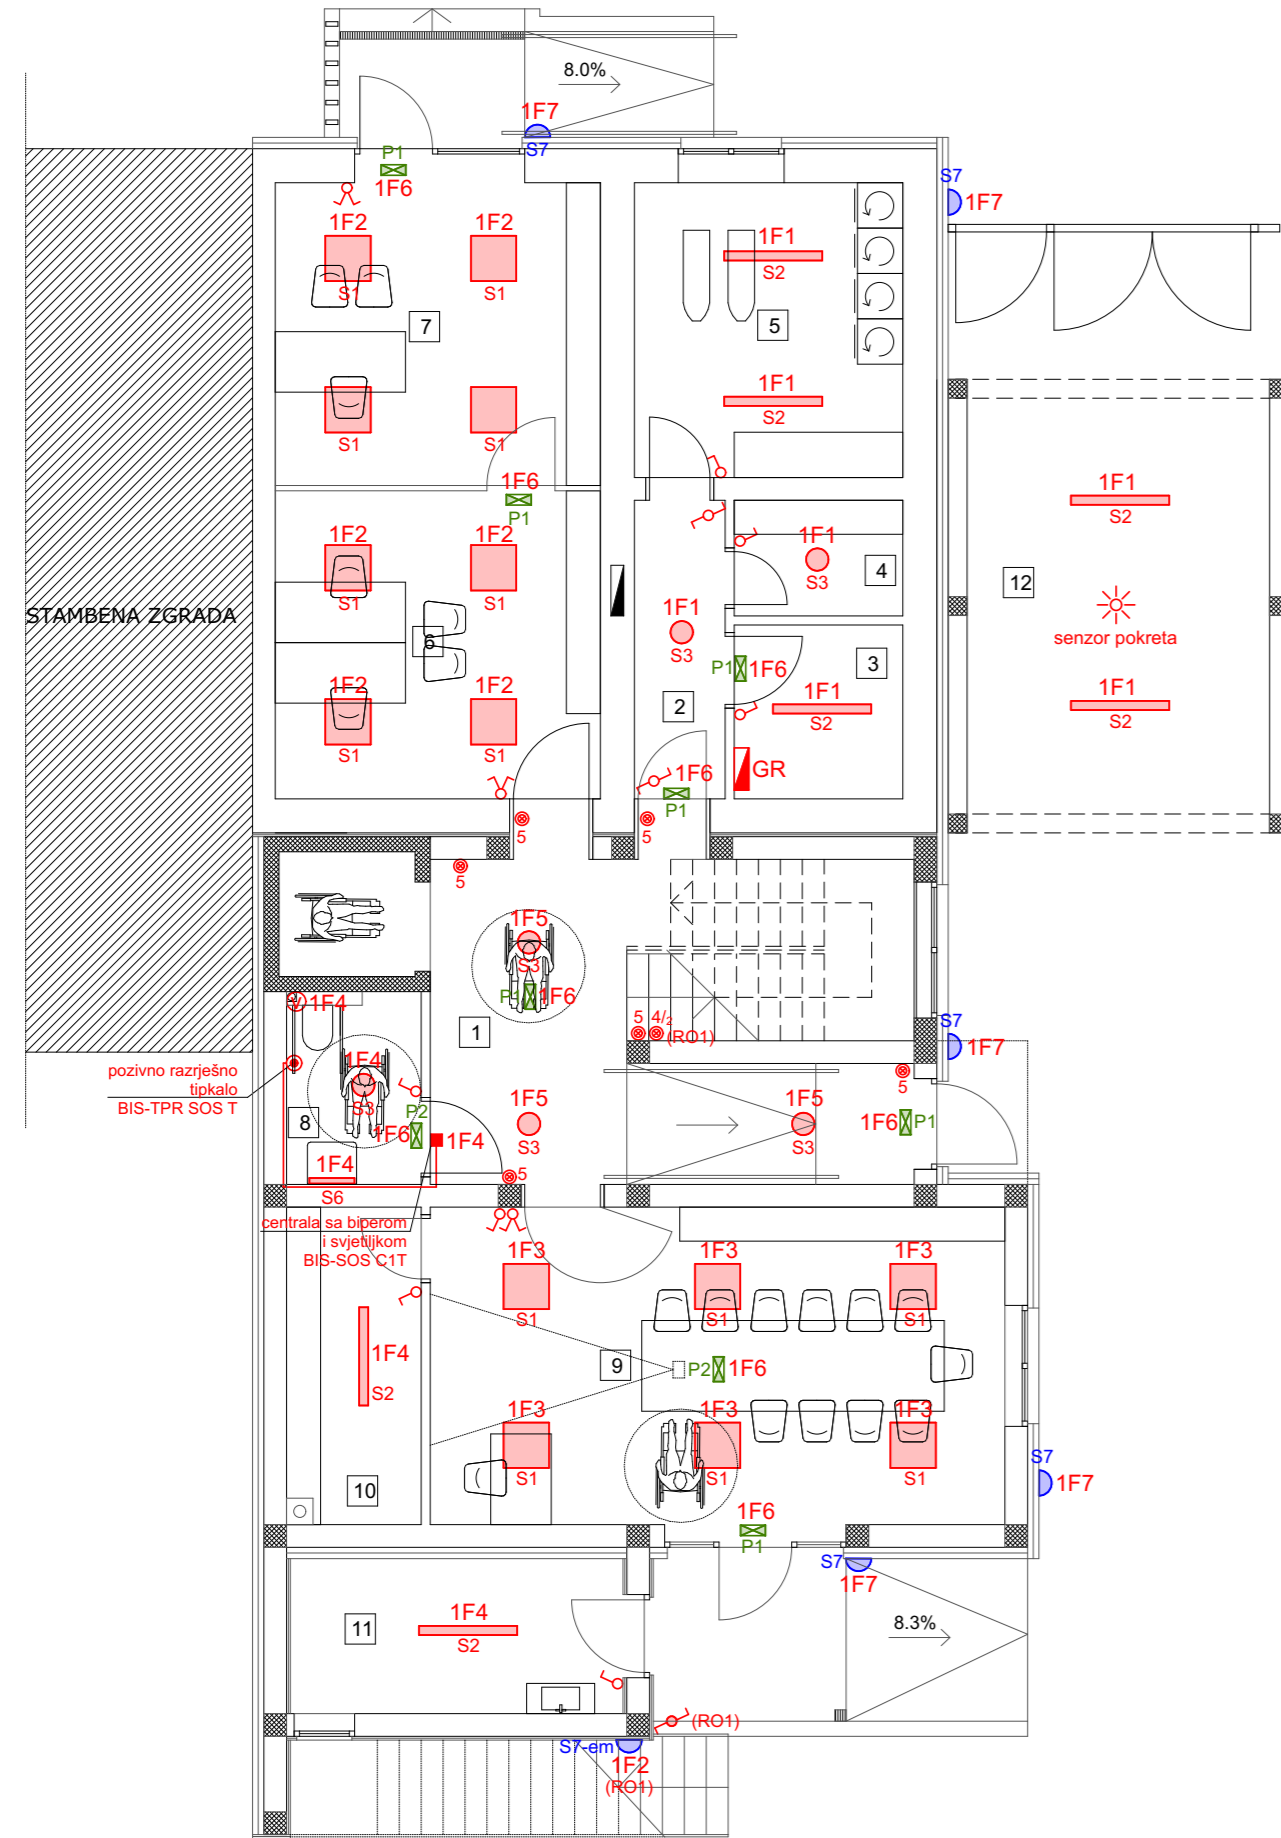 8.0%
1F7
S7
P1
1F6
S7
1F7
1F2
S1
1F2
S1
1F1
S2
7
5
1F1
S2
S1
S1
1F6
P1
1F1
S2
1F1
S3
4
12
senzor pokreta
1F2
S1
1F2
S1
STAMBENA ZGRADA
6
1F1
S3
P1
1F6
3
2
1F1
S2
1F1
S2
1F2
S1
1F2
S1
GR
1F6
P1
5
5
5
1F5
S3
P1
1F6
1
5
4/2
(RO1)
S7
1F7
1F4
pozivno razrješno
tipkalo
BIS-TPR SOS T
1F4
S3
8
P2
1F6
1F4
1F4
S6
1F5
S3
1F5
S3
5
1F6
P1
5
centrala sa biperom
i svjetiljkom
BIS-SOS C1T
1F3
S1
1F3
S1
1F3
S1
1F4
S2
9
P2
1F6
1F3
S1
1F3
S1
1F3
S1
S7
1F7
10
1F6
P1
S7
1F7
11
1F4
S2
8.3%
(RO1)
S7-em
1F2
(RO1)